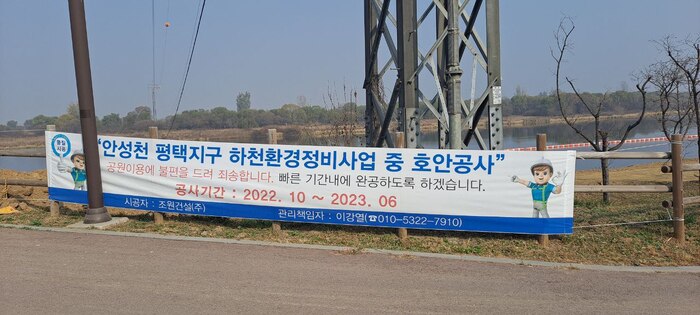 품질
시공
"안성천 평택지구 하천환경정비사업 중 호안공사"
공원이용에 불편을 드려 죄송합니다. 빠른 기간내에 완공하도록 하겠습니다.
공사기간 : 2022. 10 ~ 2023. 06
시공자 : 조원건설(주) 관리책임자 : 이강열(☎010-5322-7910)